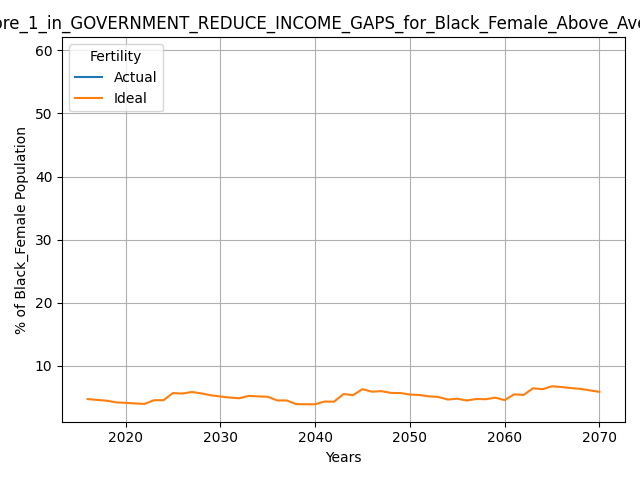 ore_1_in_GOVERNMENT_REDUCE_INCOME_GAPS_for_Black_Female_Above_Ave
60
Fertility
Actual
Ideal
50
40
30
20
10
% of Black_Female Population
2020 2030 2040 2050 2060 2070
Years